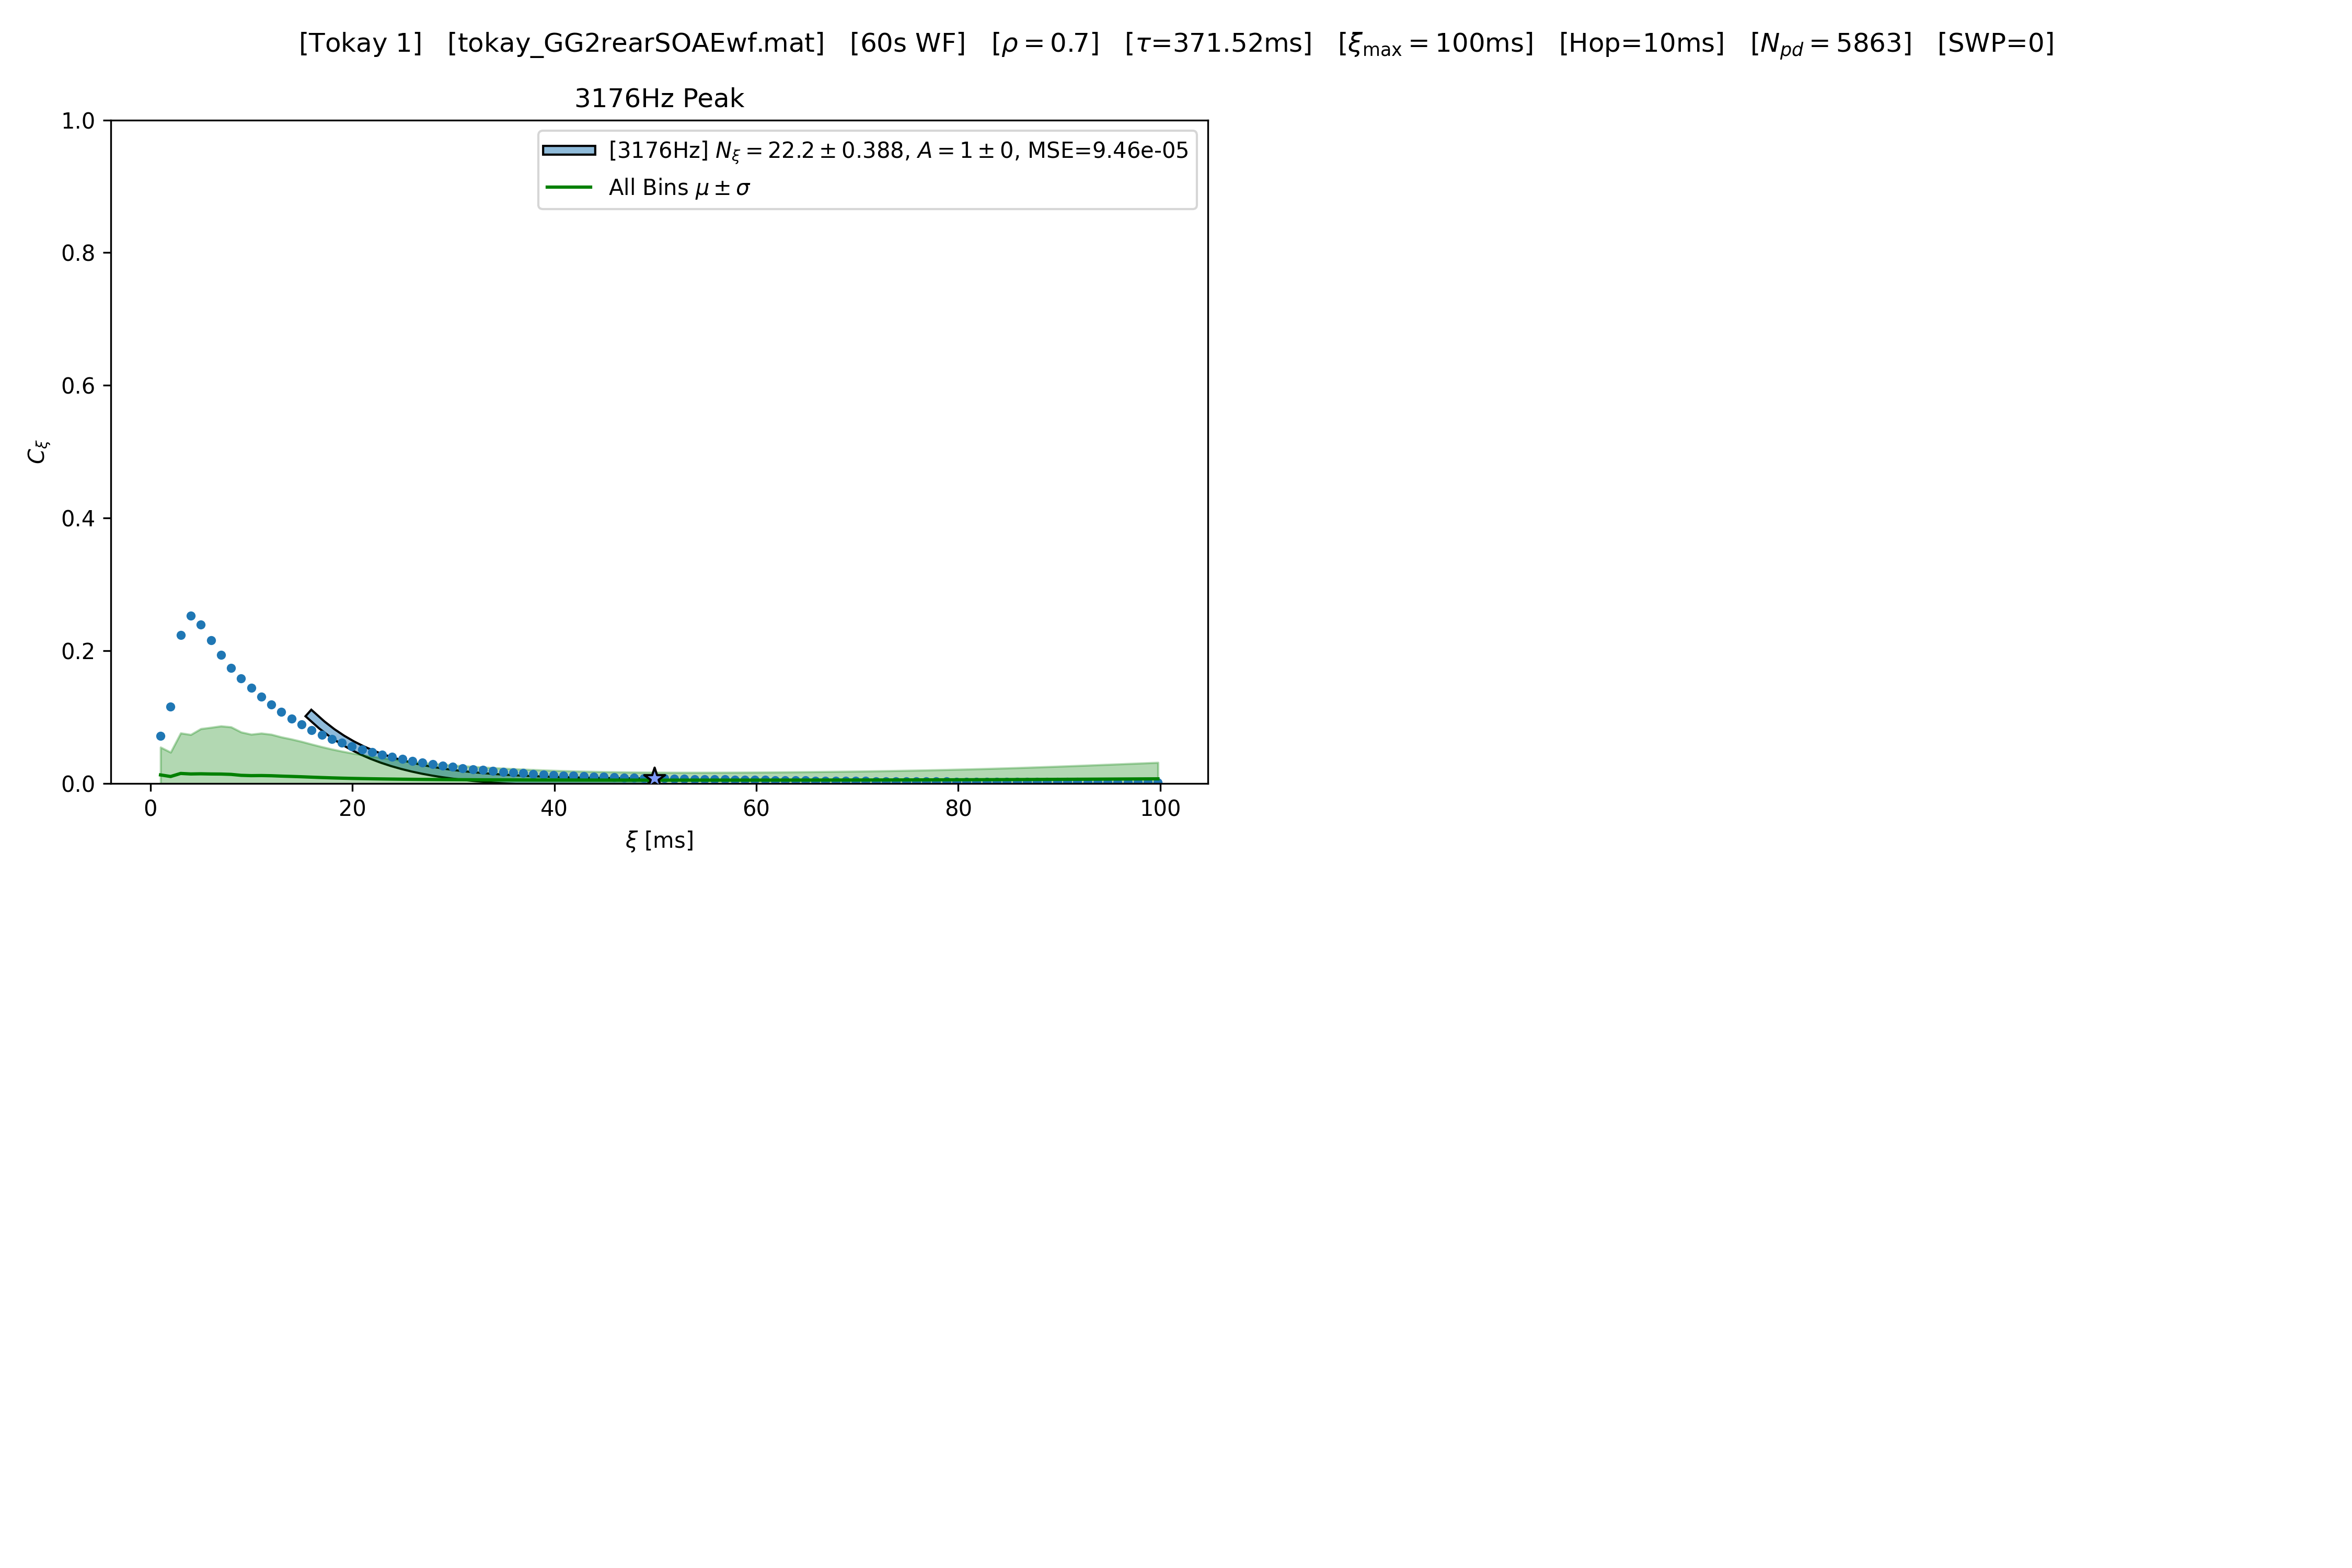 [Tokay 1] [tokay_GG2rearSOAEwf.mat] [60s WF] [ρ = 0.7] [τ=371.52ms] [ξmax = 100ms] [Hop=10ms] [Npd = 5863] [SWP=0]
3176Hz Peak
[3176Hz] Nξ = 22.2 ± 0.388, A = 1 ± 0, MSE=9.46e-05
All Bins μ ± σ
1.0
0.8
0.6
0.4
0.2
0.0
Cξ
0 20 40 60 80 100
ξ [ms]